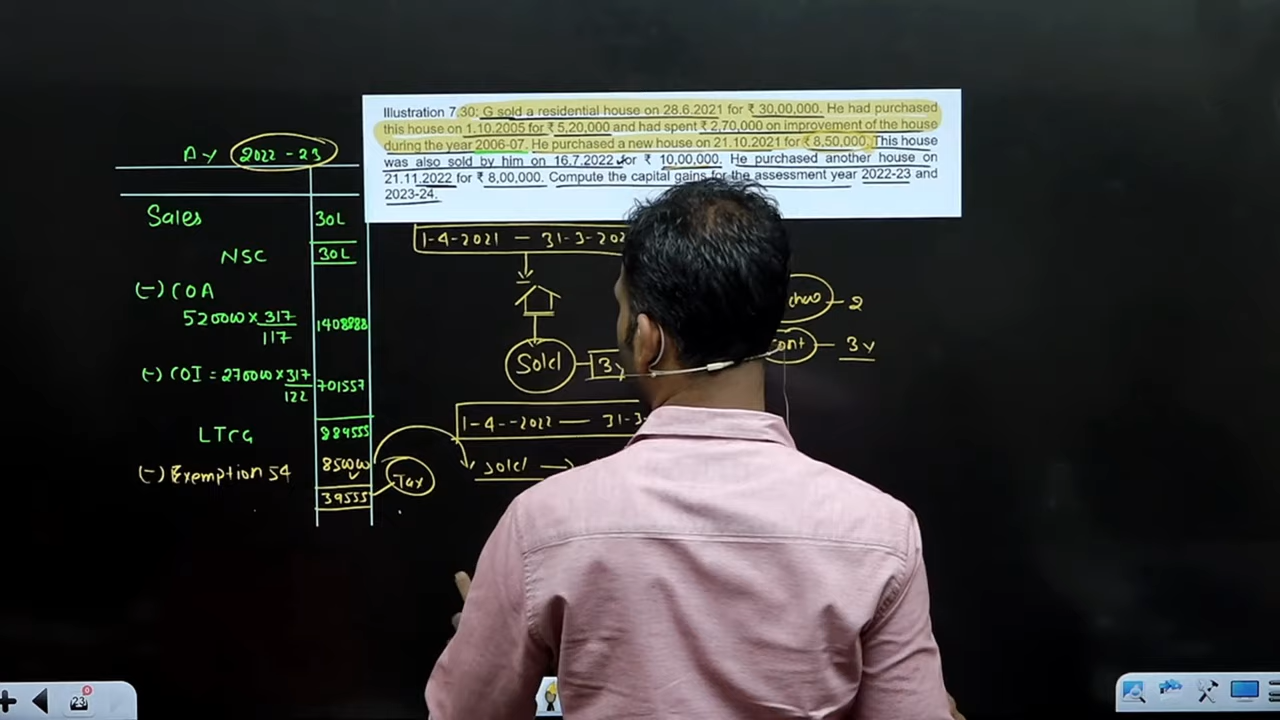 Illustration 7.30: G sold a residential house on 28.6.2021 for ₹ 30,00,000. He had purchased
this house on 1.10.2005 for ₹ 5,20,000 and had spent ₹ 2,70,000 on improvement of the house
during the year 2006-07. He purchased a new house on 21.10.2021 for ₹ 8,50,000. This house
was also sold by him on 16.7.2022 for ₹ 10,00,000. He purchased another house on
21.11.2022 for ₹ 8,00,000. Compute the capital gains for the assessment year 2022-23 and
2023-24.
AY 2022-23
Sales 30L
NSC 30L
(-) COA
520000 × 317/117 1408888
(-) COI = 270000 × 317/122 701557
LTCG 889555
(-) Exemption 54 850000
39555 Tax
1-4-2021 — 31-3-202
Sold 3y
2
3y
1-4-2022 — 31-3-
Sold →
23
0